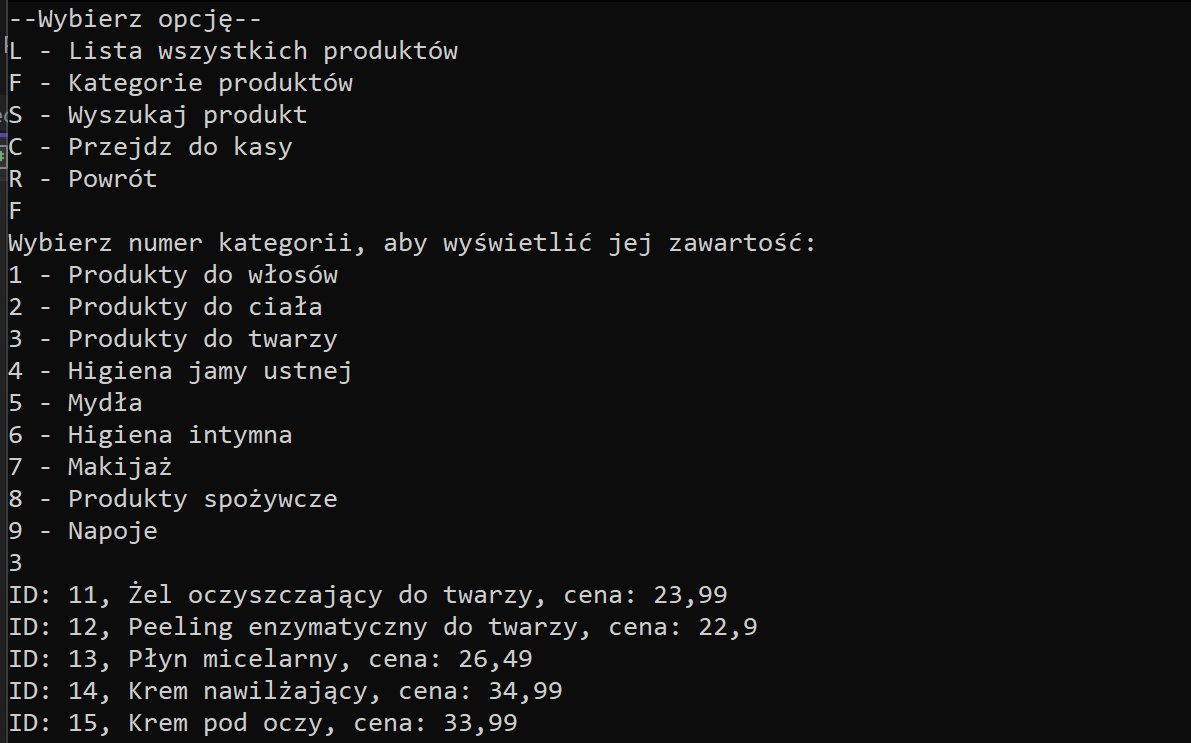 --Wybierz opcję--
L - Lista wszystkich produktów
F - Kategorie produktów
S - Wyszukaj produkt
C - Przejdz do kasy
R - Powrót
F
Wybierz numer kategorii, aby wyświetlić jej zawartość:
1 - Produkty do włosów
2 - Produkty do ciała
3 - Produkty do twarzy
4 - Higiena jamy ustnej
5 - Mydła
6 - Higiena intymna
7 - Makijaż
8 - Produkty spożywcze
9 - Napoje
3
ID: 11, Żel oczyszczający do twarzy, cena: 23,99
ID: 12, Peeling enzymatyczny do twarzy, cena: 22,9
ID: 13, Płyn micelarny, cena: 26,49
ID: 14, Krem nawilżający, cena: 34,99
ID: 15, Krem pod oczy, cena: 33,99